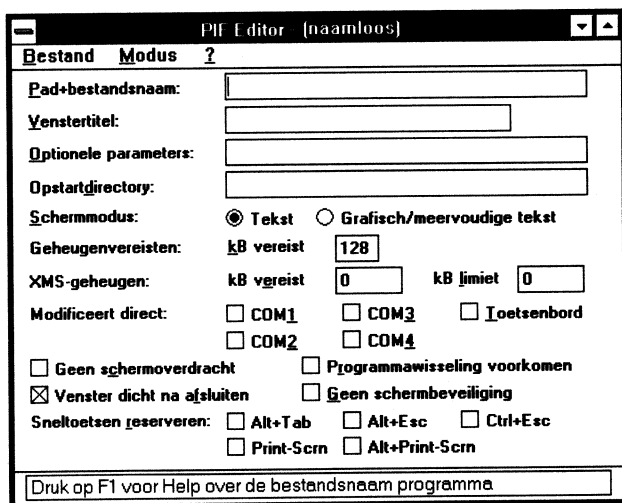 PIF Editor - (naamloos)
Bestand Modus ?
Pad+bestandsnaam:
Venstertitel:
Optionele parameters:
Opstartdirectory:
Schermmodus: Tekst Grafisch/meervoudige tekst
Geheugenvereisten: kB vereist 128
XMS-geheugen: kB vereist 0 kB limiet 0
Modificeert direct: COM1 COM3 Toetsenbord
COM2 COM4
Geen schermoverdracht Programmawisseling voorkomen
Venster dicht na afsluiten Geen schermbeveiliging
Sneltoetsen reserveren: Alt+Tab Alt+Esc Ctrl+Esc
Print-Scrn Alt+Print-Scrn
Druk op F1 voor Help over de bestandsnaam programma